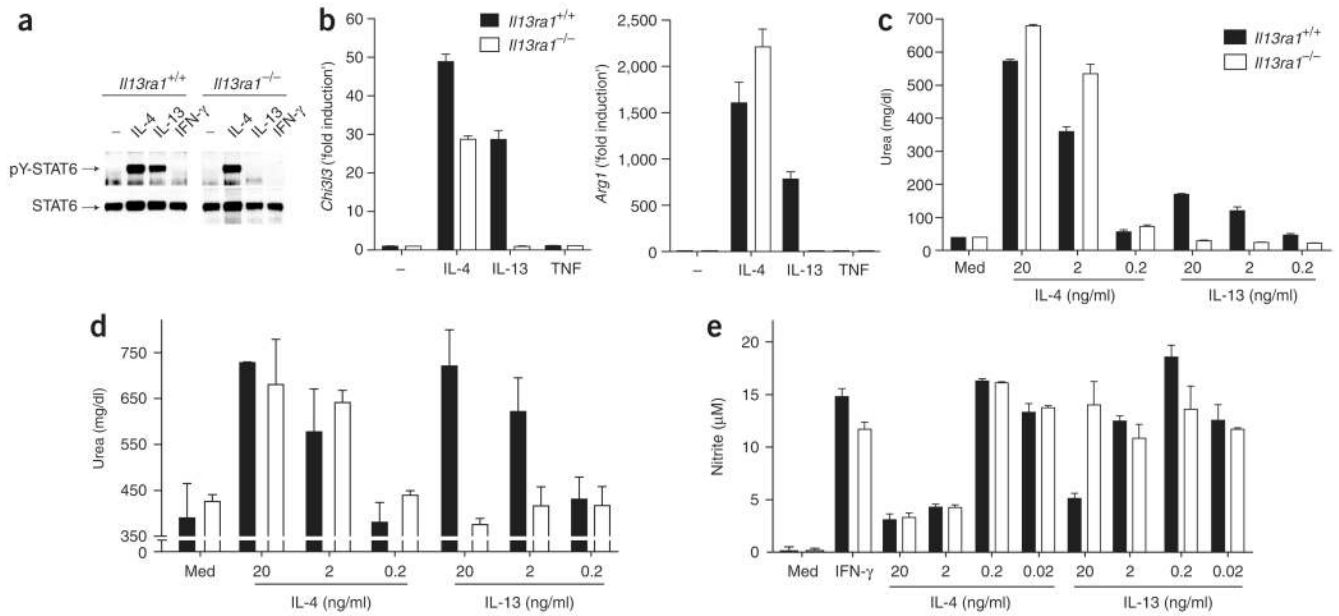 a
Il13ra1+/+ Il13ra1−/−
– IL-4 IL-13 IFN-γ – IL-4 IL-13 IFN-γ
pY-STAT6
STAT6
b
Il13ra1+/+
Il13ra1−/−
Chi3l3 ('fold induction')
60
50
40
30
20
10
0
– IL-4 IL-13 TNF
Arg1 ('fold induction')
2,500
2,000
1,500
1,000
500
0
– IL-4 IL-13 TNF
c
Il13ra1+/+
Il13ra1−/−
Urea (mg/dl)
700
600
500
400
300
200
100
0
Med 20 2 0.2 20 2 0.2
IL-4 (ng/ml) IL-13 (ng/ml)
d
Urea (mg/dl)
750
650
550
450
350
0
Med 20 2 0.2 20 2 0.2
IL-4 (ng/ml) IL-13 (ng/ml)
e
Nitrite (μM)
20
15
10
5
0
Med IFN-γ 20 2 0.2 0.02 20 2 0.2 0.02
IL-4 (ng/ml) IL-13 (ng/ml)